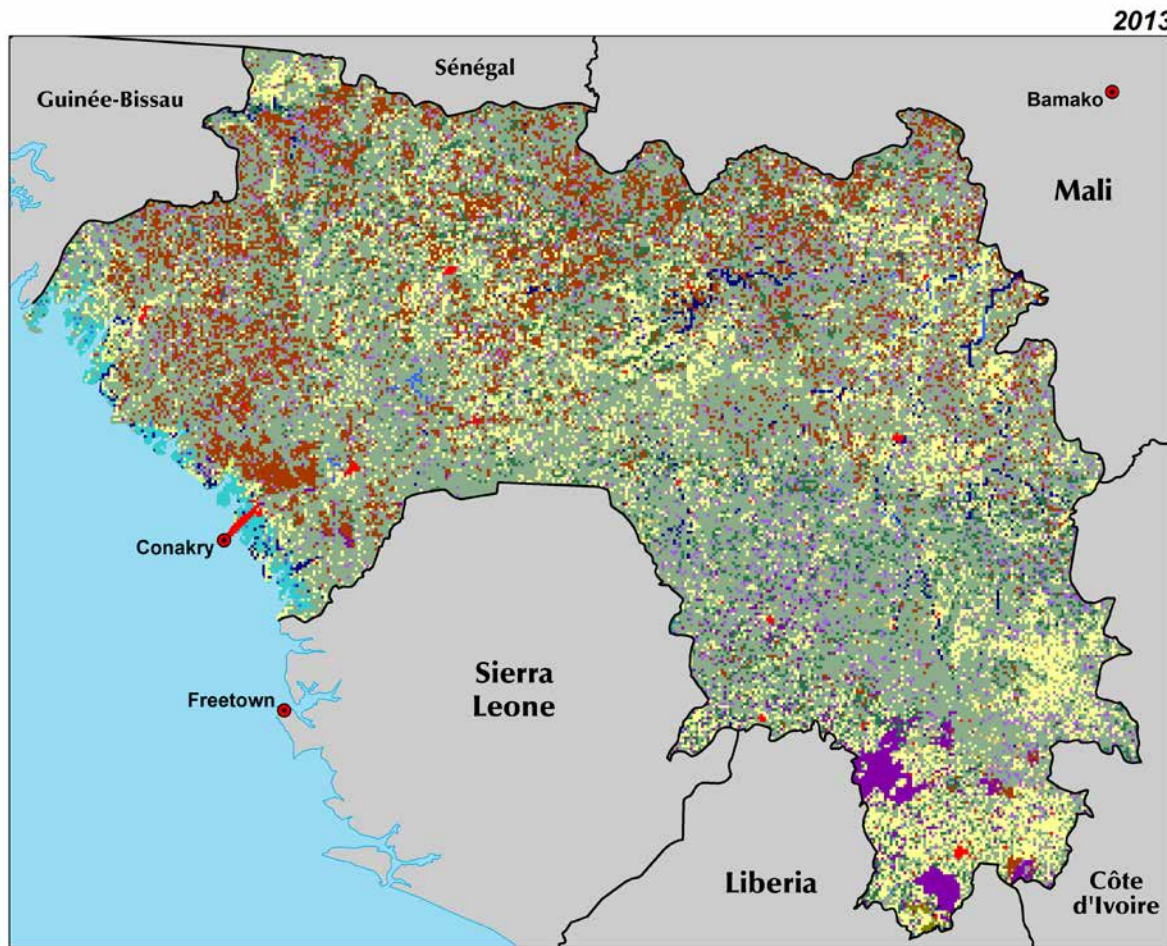 2013
Sénégal
Guinée-Bissau
Bamako
Mali
Conakry
Sierra
Leone
Freetown
Liberia
Côte
d'Ivoire